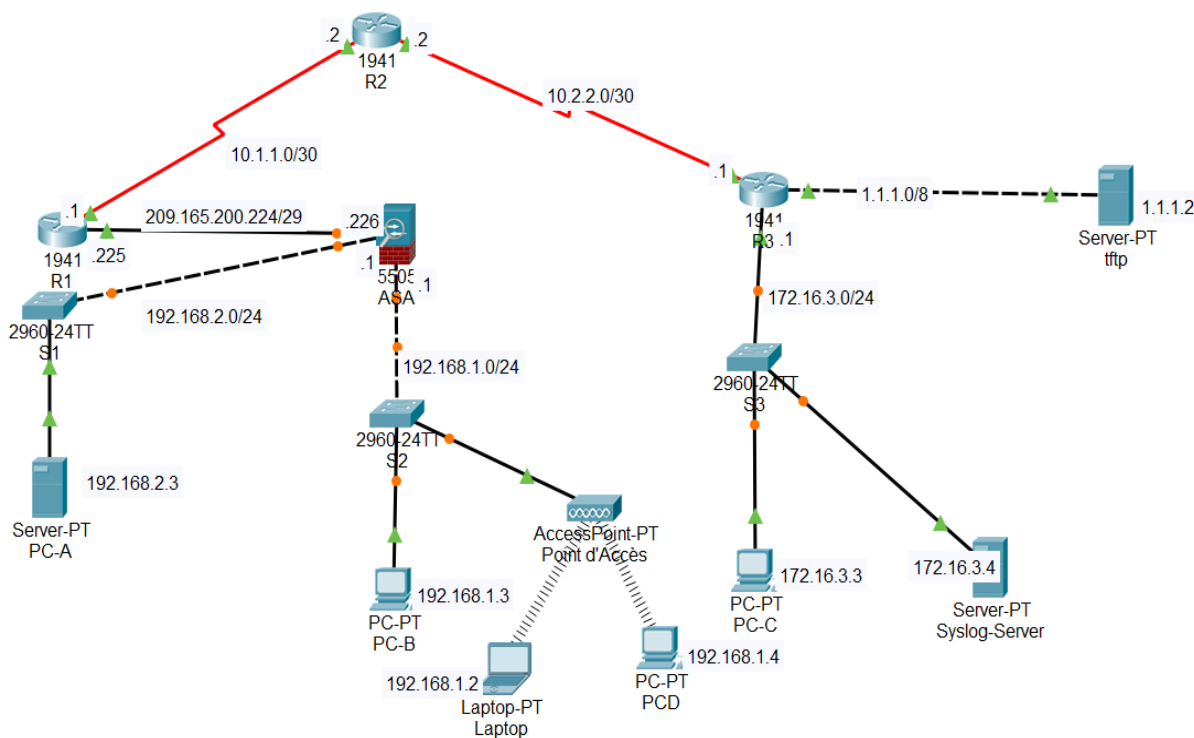 .2
.2
1941
R2
10.2.2.0/30
10.1.1.0/30
.1
209.165.200.224/29
.226
.225
1941
R1
.1
5505
ASA
.1
192.168.2.0/24
2960-24TT
S1
192.168.1.0/24
2960-24TT
S2
192.168.2.3
Server-PT
PC-A
AccessPoint-PT
Point d'Accès
192.168.1.3
PC-PT
PC-B
192.168.1.2
Laptop-PT
Laptop
192.168.1.4
PC-PT
PCD
.1
1941
R3
.1
1.1.1.0/8
1.1.1.2
Server-PT
tftp
172.16.3.0/24
2960-24TT
S3
172.16.3.3
PC-PT
PC-C
172.16.3.4
Server-PT
Syslog-Server